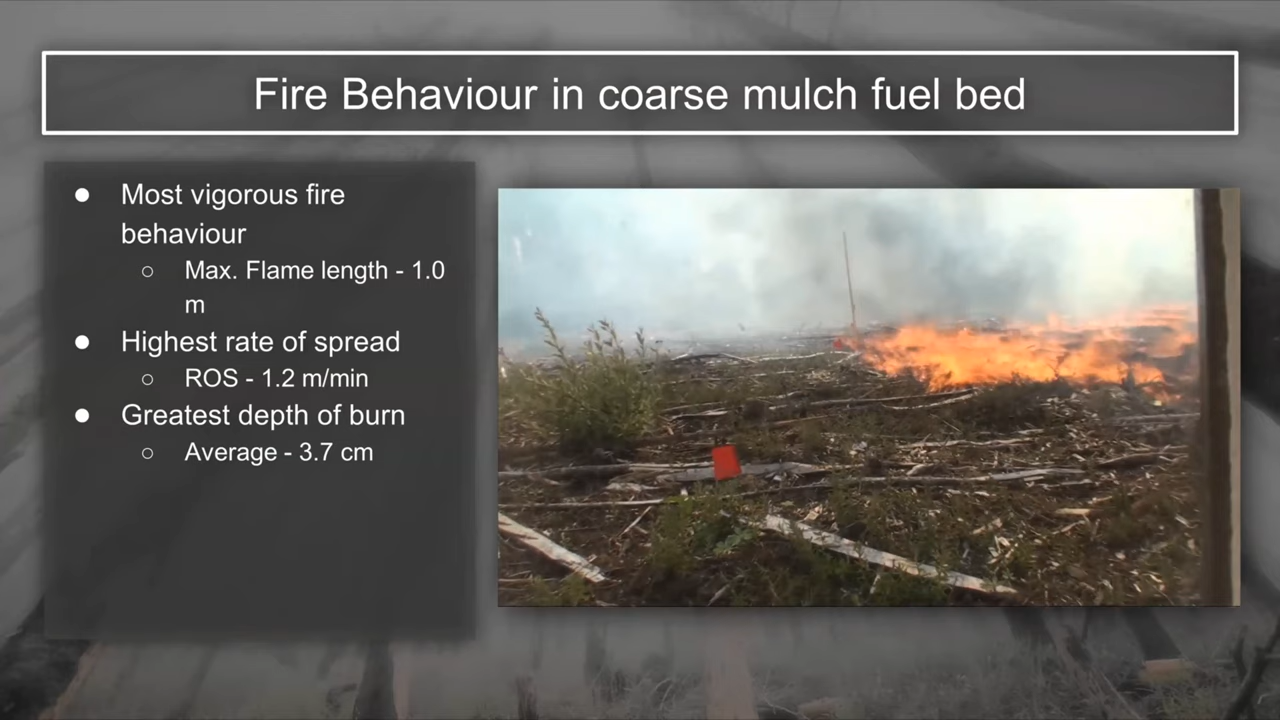 Fire Behaviour in coarse mulch fuel bed
● Most vigorous fire
behaviour
○ Max. Flame length - 1.0
m
● Highest rate of spread
○ ROS - 1.2 m/min
● Greatest depth of burn
○ Average - 3.7 cm